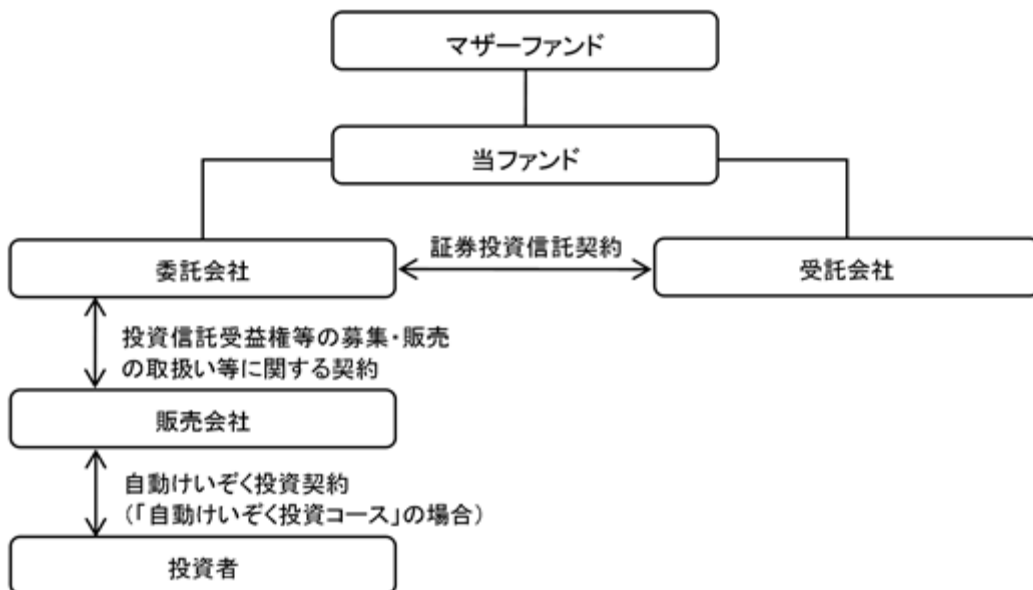 マザーファンド
当ファンド
証券投資信託契約
委託会社
受託会社
投資信託受益権等の募集・販売
の取扱い等に関する契約
販売会社
自動けいぞく投資契約
(「自動けいぞく投資コース」の場合)
投資者